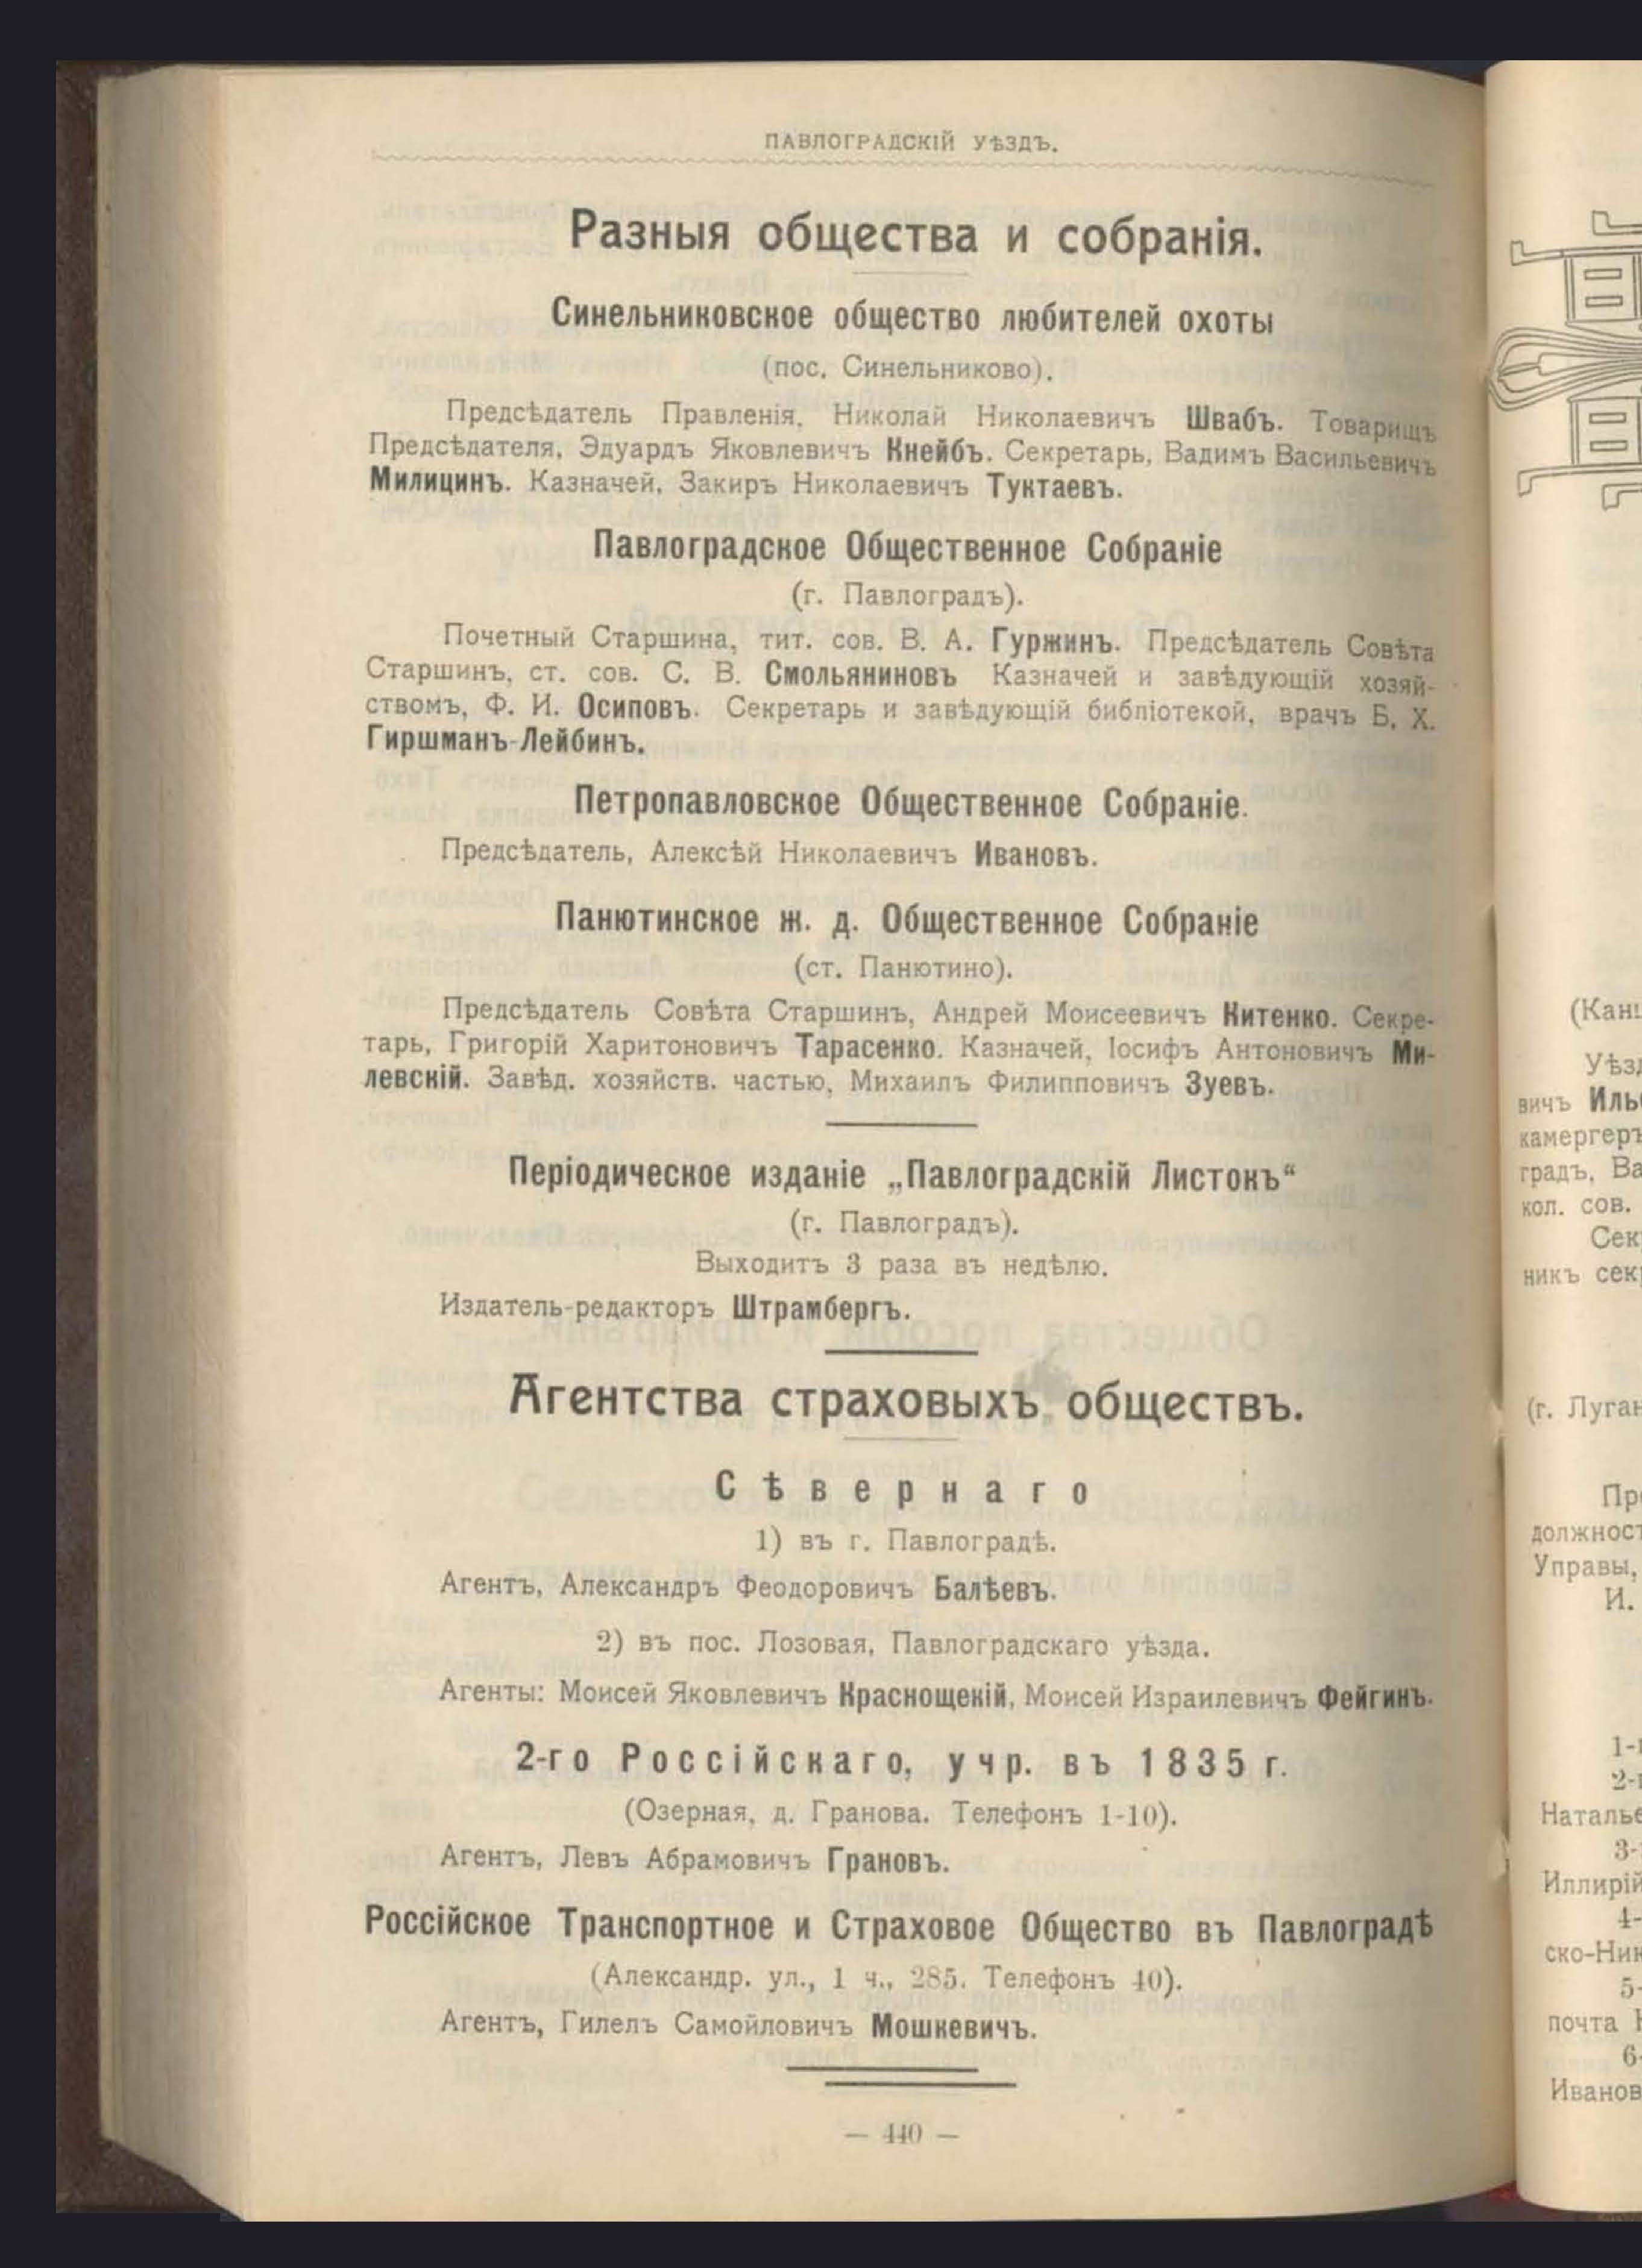 ПАВЛОГРАДСКІЙ УѢЗДЪ.
Разныя общества и собранія.
Синельниковское общество любителей охоты
(пос. Синельниково).
Предсѣдатель Правленія, Николай Николаевичъ Швабъ. Товарищъ
Предсѣдателя, Эдуардъ Яковлевичъ Кнейбъ. Секретарь, Вадимъ Васильевичъ
Милицинъ. Казначей, Закиръ Николаевичъ Туктаевъ.
Павлоградское Общественное Собраніе
(г. Павлоградъ).
Почетный Старшина, тит. сов. В. А. Гуржинъ. Предсѣдатель Совѣта
Старшинъ, ст. сов. С. В. Смольяниновъ Казначей и завѣдующій хозяй-
ствомъ, Ф. И. Осиповъ. Секретарь и завѣдующій библіотекой, врачъ Б. Х.
Гиршманъ-Лейбинъ.
Петропавловское Общественное Собраніе.
Предсѣдатель, Алексѣй Николаевичъ Ивановъ.
Панютинское ж. д. Общественное Собраніе
(ст. Панютино).
Предсѣдатель Совѣта Старшинъ, Андрей Моисеевичъ Китенко. Секре-
тарь, Григорій Харитоновичъ Тарасенко. Казначей, Іосифъ Антоновичъ Ми-
левскій. Завѣд. хозяйств. частью, Михаилъ Филипповичъ Зуевъ.
Періодическое изданіе „Павлоградскій Листокъ“
(г. Павлоградъ).
Выходитъ 3 раза въ недѣлю.
Издатель-редакторъ Штрамбергъ.
Агентства страховыхъ обществъ.
Сѣвернаго
1) въ г. Павлоградѣ.
Агентъ, Александръ Феодоровичъ Балѣевъ.
2) въ пос. Лозовая, Павлоградскаго уѣзда.
Агенты: Моисей Яковлевичъ Краснощекій, Моисей Израилевичъ Фейгинъ.
2-го Россійскаго, учр. въ 1835 г.
(Озерная, д. Гранова. Телефонъ 1-10).
Агентъ, Левъ Абрамовичъ Грановъ.
Россійское Транспортное и Страховое Общество въ Павлоградѣ
(Александр. ул., 1 ч., 285. Телефонъ 40).
Агентъ, Гилелъ Самойловичъ Мошкевичъ.
— 440 —
вичъ
градъ,
кол. сов.
никъ
(г.
Управы,
И.
почта